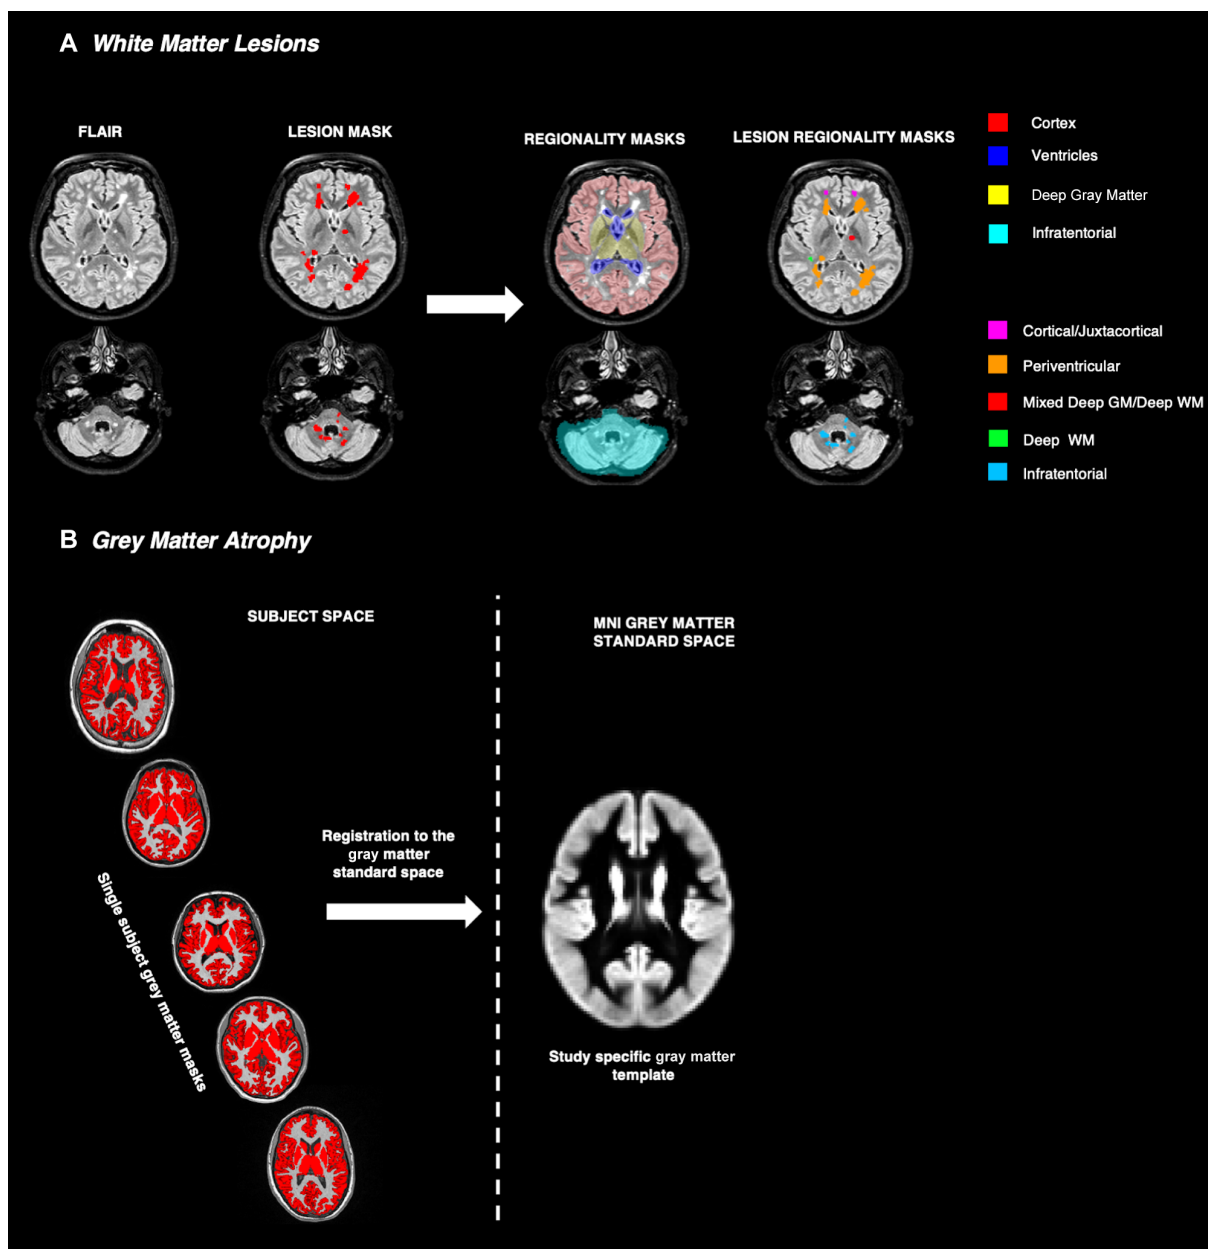 A White Matter Lesions
FLAIR
LESION MASK
REGIONALITY MASKS
LESION REGIONALITY MASKS
Cortex
Ventricles
Deep Gray Matter
Infratentorial
Cortical/Juxtacortical
Periventricular
Mixed Deep GM/Deep WM
Deep WM
Infratentorial
B Grey Matter Atrophy
SUBJECT SPACE
MNI GREY MATTER
STANDARD SPACE
Single subject grey matter masks
Registration to the
gray matter
standard space
Study specific gray matter
template